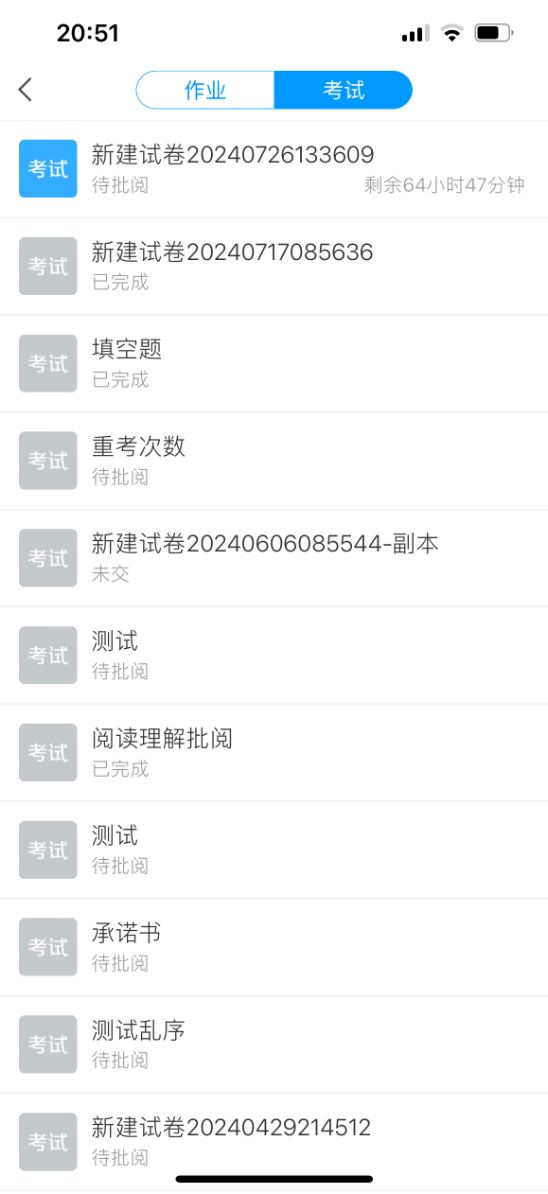 20:51
作业 考试
考试 新建试卷20240726133609
待批阅 剩余64小时47分钟
考试 新建试卷20240717085636
已完成
考试 填空题
已完成
考试 重考次数
待批阅
考试 新建试卷20240606085544-副本
未交
考试 测试
待批阅
考试 阅读理解批阅
已完成
考试 测试
待批阅
考试 承诺书
待批阅
考试 测试乱序
待批阅
考试 新建试卷20240429214512
待批阅